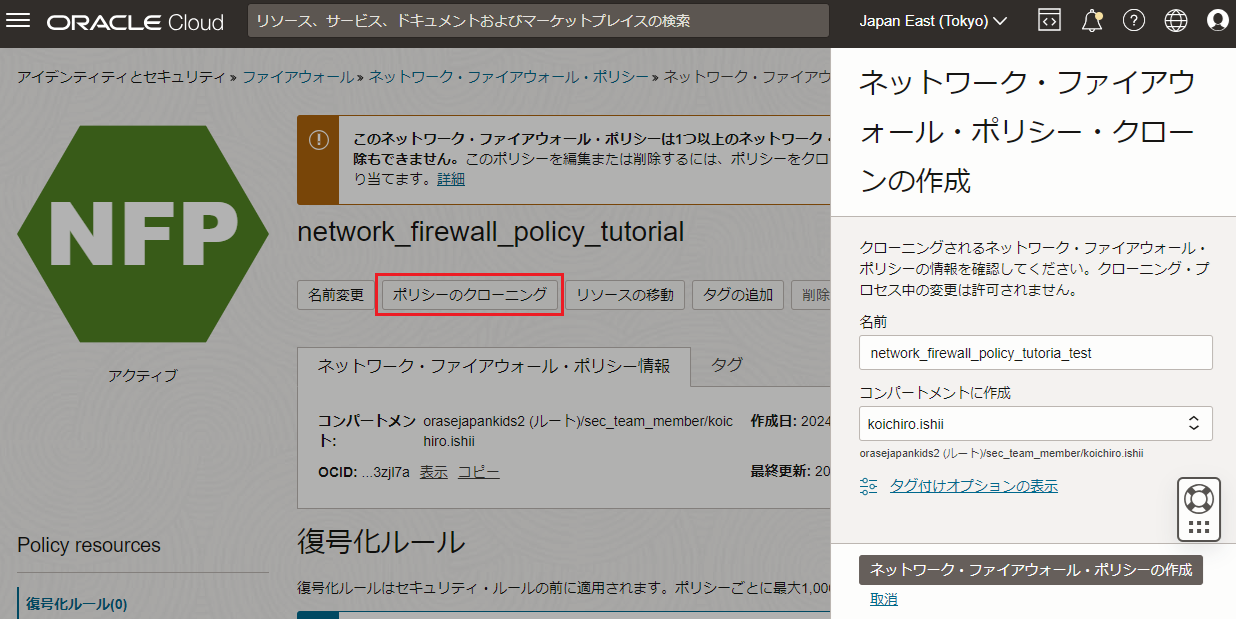 ORACLE Cloud
リソース、サービス、ドキュメントおよびマーケットプレイスの検索
Japan East (Tokyo)
アイデンティティとセキュリティ » ファイアウォール » ネットワーク・ファイアウォール・ポリシー » ネットワーク・ファイアウ
NFP
アクティブ
このネットワーク・ファイアウォール・ポリシーは1つ以上のネットワーク・
除もできません。このポリシーを編集または削除するには、ポリシーをクロ
り当てます。詳細
network_firewall_policy_tutorial
名前変更
ポリシーのクローニング
リソースの移動
タグの追加
削除
ネットワーク・ファイアウォール・ポリシー情報
タグ
コンパートメン
ト:
orasejapankids2 (ルート)/sec_team_member/koic
hiro.ishii
OCID: ...3zjl7a 表示 コピー
作成日: 2024
最終更新: 20
Policy resources
復号化ルール(0)
復号化ルール
復号化ルールはセキュリティ・ルールの前に適用されます。ポリシーごとに最大1,00
ネットワーク・ファイアウ
ォール・ポリシー・クロー
ンの作成
クローニングされるネットワーク・ファイアウォール・
ポリシーの情報を確認してください。クローニング・プ
ロセス中の変更は許可されません。
名前
network_firewall_policy_tutoria_test
コンパートメントに作成
koichiro.ishii
orasejapankids2 (ルート)/sec_team_member/koichiro.ishii
タグ付けオプションの表示
ネットワーク・ファイアウォール・ポリシーの作成
取消